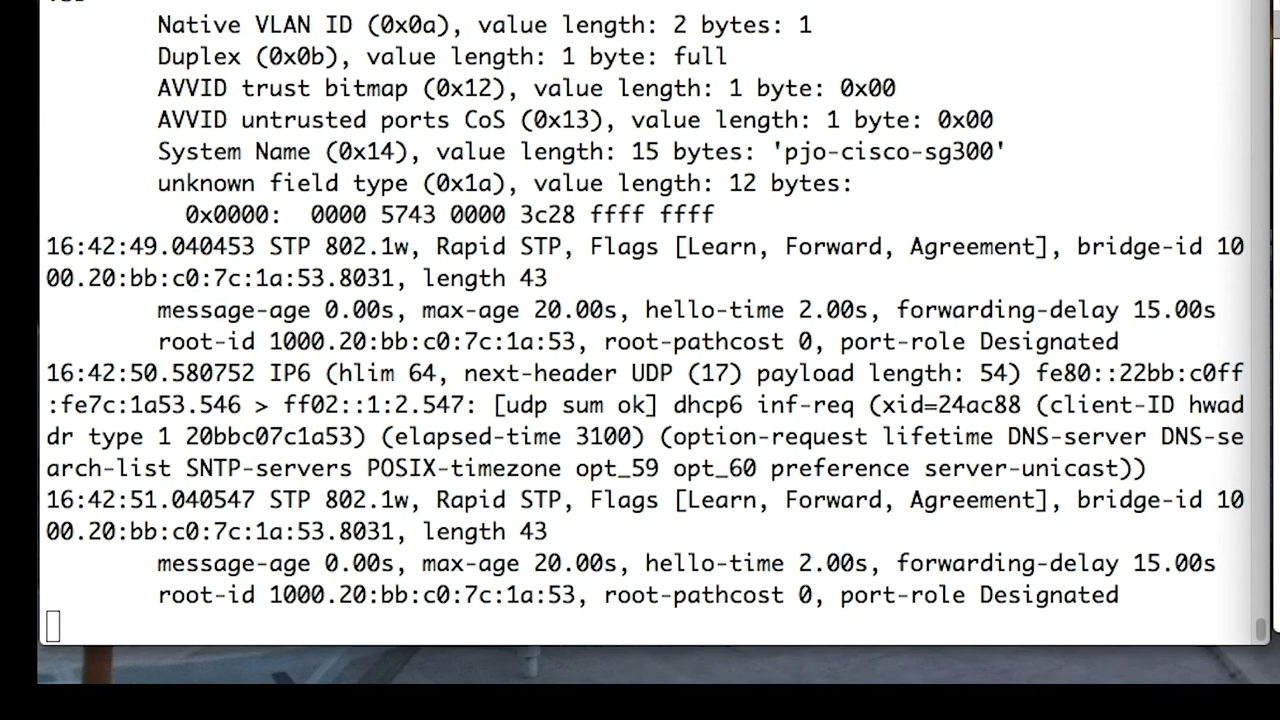 Native VLAN ID (0x0a), value length: 2 bytes: 1
Duplex (0x0b), value length: 1 byte: full
AVVID trust bitmap (0x12), value length: 1 byte: 0x00
AVVID untrusted ports CoS (0x13), value length: 1 byte: 0x00
System Name (0x14), value length: 15 bytes: 'pjo-cisco-sg300'
unknown field type (0x1a), value length: 12 bytes:
0x0000:  0000 5743 0000 3c28 ffff ffff
16:42:49.040453 STP 802.1w, Rapid STP, Flags [Learn, Forward, Agreement], bridge-id 10
00.20:bb:c0:7c:1a:53.8031, length 43
message-age 0.00s, max-age 20.00s, hello-time 2.00s, forwarding-delay 15.00s
root-id 1000.20:bb:c0:7c:1a:53, root-pathcost 0, port-role Designated
16:42:50.580752 IP6 (hlim 64, next-header UDP (17) payload length: 54) fe80::22bb:c0ff
:fe7c:1a53.546 > ff02::1:2.547: [udp sum ok] dhcp6 inf-req (xid=24ac88 (client-ID hwad
dr type 1 20bbc07c1a53) (elapsed-time 3100) (option-request lifetime DNS-server DNS-se
arch-list SNTP-servers POSIX-timezone opt_59 opt_60 preference server-unicast))
16:42:51.040547 STP 802.1w, Rapid STP, Flags [Learn, Forward, Agreement], bridge-id 10
00.20:bb:c0:7c:1a:53.8031, length 43
message-age 0.00s, max-age 20.00s, hello-time 2.00s, forwarding-delay 15.00s
root-id 1000.20:bb:c0:7c:1a:53, root-pathcost 0, port-role Designated